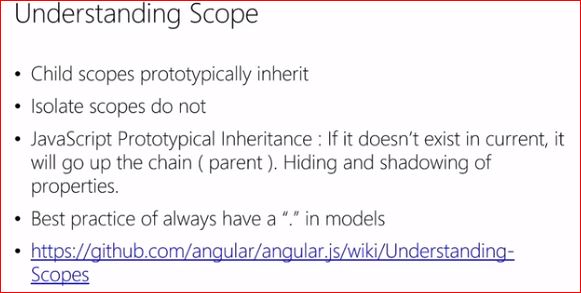 Understanding Scope
• Child scopes prototypically inherit
• Isolate scopes do not
• JavaScript Prototypical Inheritance : If it doesn't exist in current, it
will go up the chain ( parent ). Hiding and shadowing of
properties.
• Best practice of always have a “.” in models
• https://github.com/angular/angular.js/wiki/Understanding-
Scopes